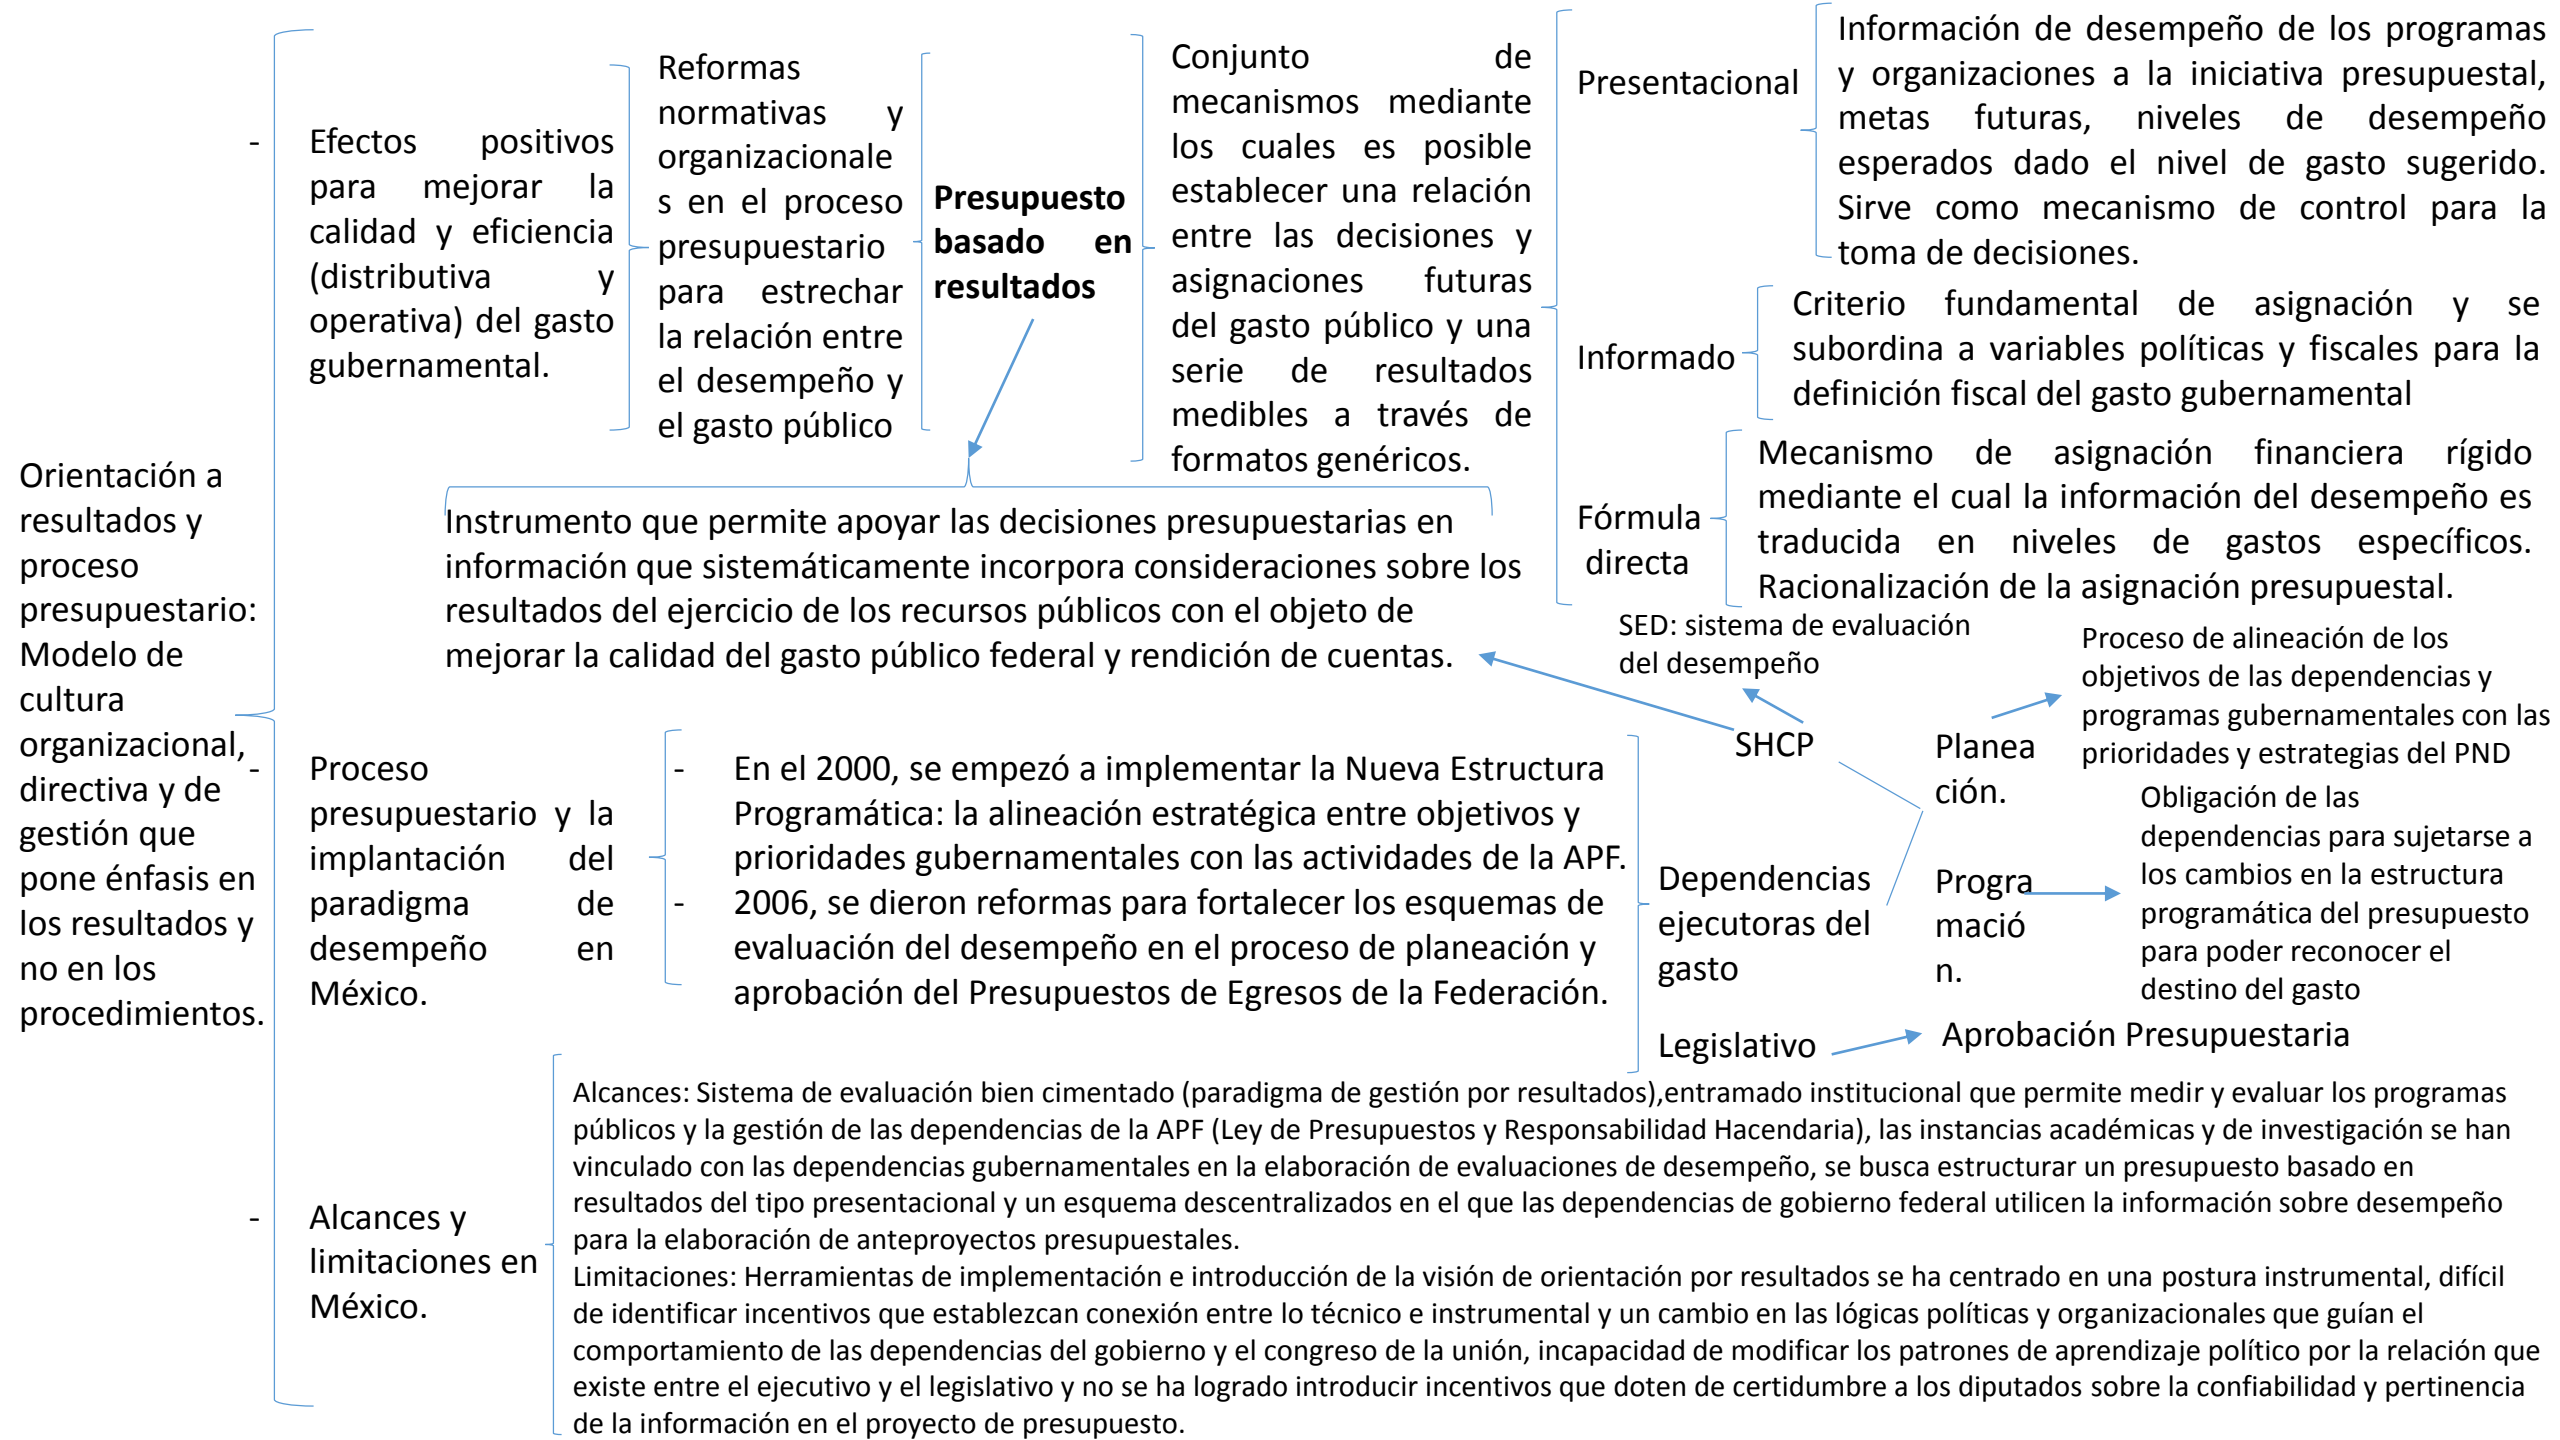 Orientación a
resultados y
proceso
presupuestario:
Modelo de
cultura
organizacional,
directiva y de
gestión que
pone énfasis en
los resultados y
no en los
procedimientos.
- Efectos positivos
para mejorar la
calidad y eficiencia
(distributiva y
operativa) del gasto
gubernamental.
Reformas
normativas y
organizacionale
s en el proceso
presupuestario
para estrechar
la relación entre
el desempeño y
el gasto público
Presupuesto
basado en
resultados
Conjunto de
mecanismos mediante
los cuales es posible
establecer una relación
entre las decisiones y
asignaciones futuras
del gasto público y una
serie de resultados
medibles a través de
formatos genéricos.
Presentacional
Información de desempeño de los programas
y organizaciones a la iniciativa presupuestal,
metas futuras, niveles de desempeño
esperados dado el nivel de gasto sugerido.
Sirve como mecanismo de control para la
toma de decisiones.
Informado
Criterio fundamental de asignación y se
subordina a variables políticas y fiscales para la
definición fiscal del gasto gubernamental
Fórmula
directa
Mecanismo de asignación financiera rígido
mediante el cual la información del desempeño es
traducida en niveles de gastos específicos.
Racionalización de la asignación presupuestal.
Instrumento que permite apoyar las decisiones presupuestarias en
información que sistemáticamente incorpora consideraciones sobre los
resultados del ejercicio de los recursos públicos con el objeto de
mejorar la calidad del gasto público federal y rendición de cuentas.
- Proceso
presupuestario y la
implantación del
paradigma de
desempeño en
México.
- En el 2000, se empezó a implementar la Nueva Estructura
Programática: la alineación estratégica entre objetivos y
prioridades gubernamentales con las actividades de la APF.
- 2006, se dieron reformas para fortalecer los esquemas de
evaluación del desempeño en el proceso de planeación y
aprobación del Presupuestos de Egresos de la Federación.
SED: sistema de evaluación
del desempeño
SHCP
Dependencias
ejecutoras del
gasto
Legislativo
Planea
ción.
Proceso de alineación de los
objetivos de las dependencias y
programas gubernamentales con las
prioridades y estrategias del PND
Progra
mació
n.
Obligación de las
dependencias para sujetarse a
los cambios en la estructura
programática del presupuesto
para poder reconocer el
destino del gasto
Aprobación Presupuestaria
- Alcances y
limitaciones en
México.
Alcances: Sistema de evaluación bien cimentado (paradigma de gestión por resultados),entramado institucional que permite medir y evaluar los programas
públicos y la gestión de las dependencias de la APF (Ley de Presupuestos y Responsabilidad Hacendaria), las instancias académicas y de investigación se han
vinculado con las dependencias gubernamentales en la elaboración de evaluaciones de desempeño, se busca estructurar un presupuesto basado en
resultados del tipo presentacional y un esquema descentralizados en el que las dependencias de gobierno federal utilicen la información sobre desempeño
para la elaboración de anteproyectos presupuestales.
Limitaciones: Herramientas de implementación e introducción de la visión de orientación por resultados se ha centrado en una postura instrumental, difícil
de identificar incentivos que establezcan conexión entre lo técnico e instrumental y un cambio en las lógicas políticas y organizacionales que guían el
comportamiento de las dependencias del gobierno y el congreso de la unión, incapacidad de modificar los patrones de aprendizaje político por la relación que
existe entre el ejecutivo y el legislativo y no se ha logrado introducir incentivos que doten de certidumbre a los diputados sobre la confiabilidad y pertinencia
de la información en el proyecto de presupuesto.